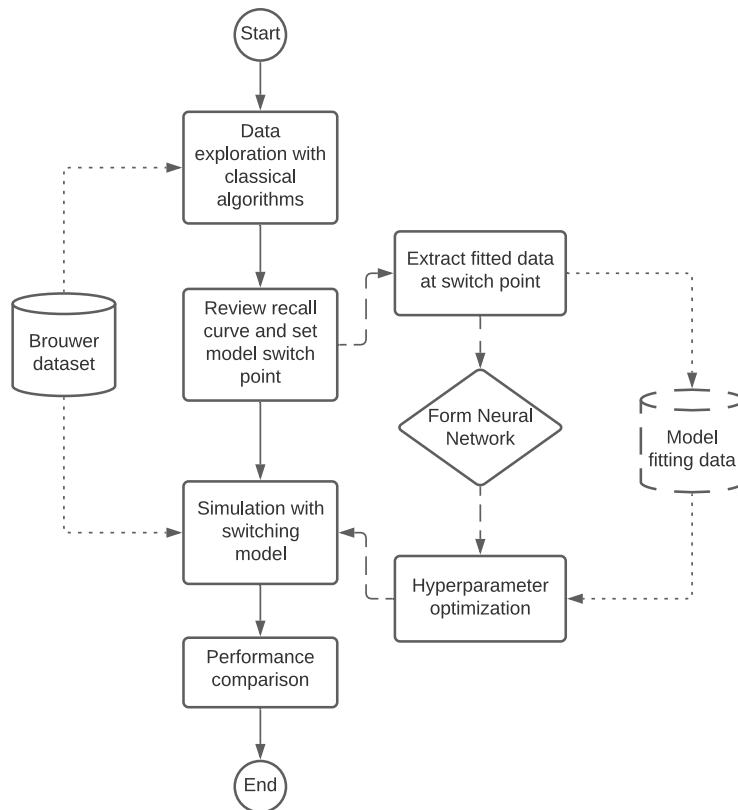 Start
Data
exploration with
classical
algorithms
Extract fitted data
at switch point
Review recall
curve and set
model switch
point
Brouwer
dataset
Form Neural
Network
Model
fitting data
Simulation with
switching
model
Hyperparameter
optimization
Performance
comparison
End